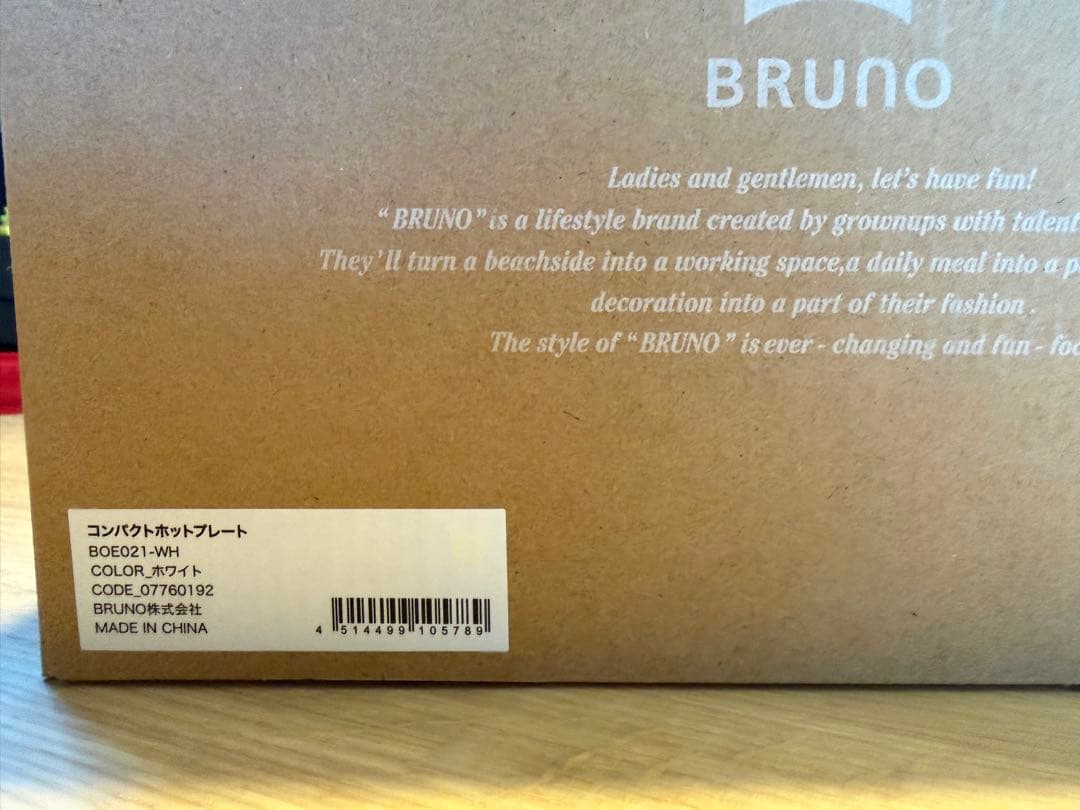 BRUNO
Ladies and gentlemen, let's have fun!
"BRUNO" is a lifestyle brand created by grownups with talent
They'll turn a beachside into a working space,a daily meal into a
decoration into a part of their fashion .
The style of "BRUNO" is ever - changing and fun -
コンパクトホットプレート
BOE021-WH
COLOR_ホワイト
CODE_07760192
BRUNO株式会社
MADE IN CHINA
4 514499 105789